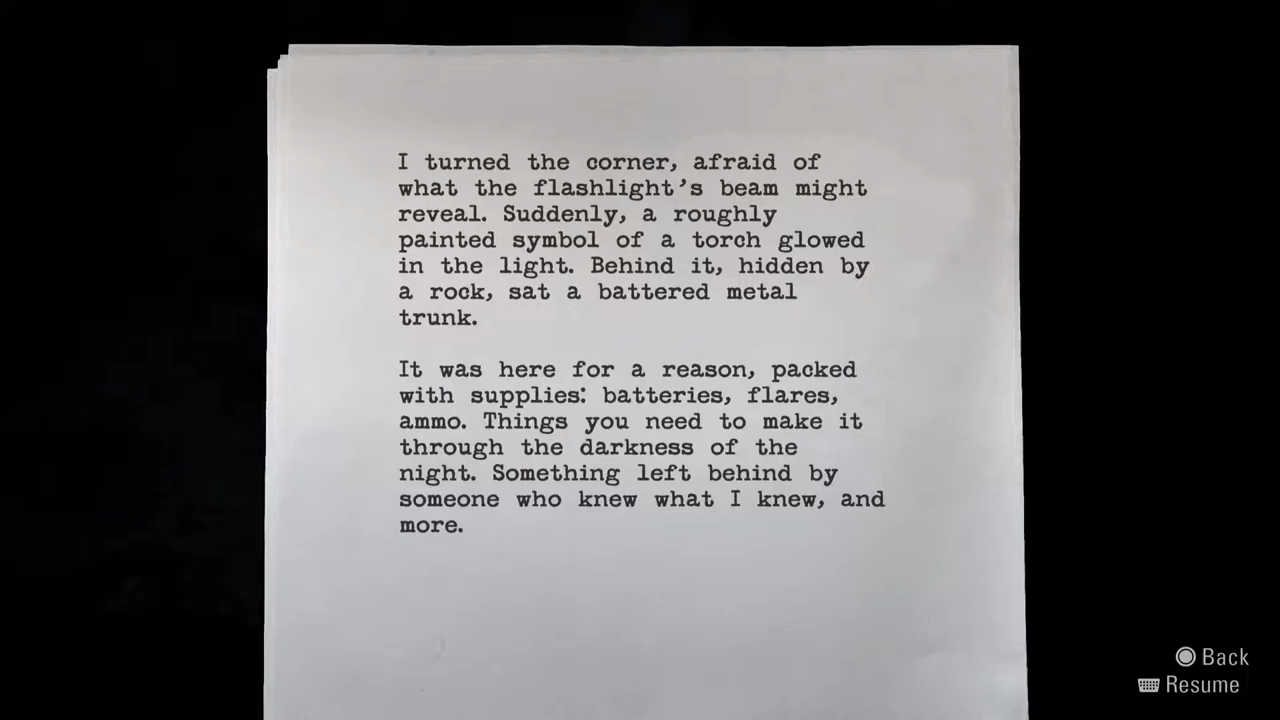 I turned the corner, afraid of
what the flashlight’s beam might
reveal. Suddenly, a roughly
painted symbol of a torch glowed
in the light. Behind it, hidden by
a rock, sat a battered metal
trunk.
It was here for a reason, packed
with supplies: batteries, flares,
ammo. Things you need to make it
through the darkness of the
night. Something left behind by
someone who knew what I knew, and
more.
Back
Resume